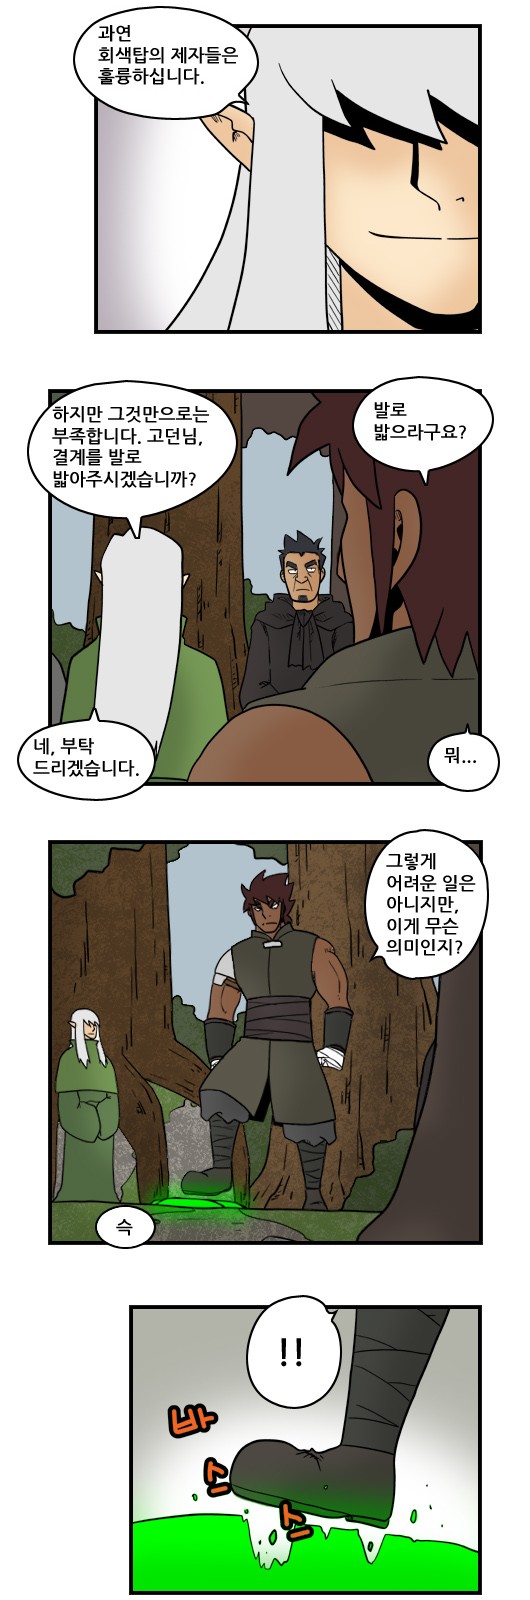 과연
회색탑의 제자들은
훌륭하십니다.
하지만 그것만으로는
부족합니다. 고던님,
결계를 발로
밟아주시겠습니까?
발로
밟으라구요?
네, 부탁
드리겠습니다.
뭐...
그렇게
어려운 일은
아니지만,
이게 무슨
의미인지?
슥
!!
바
스
스